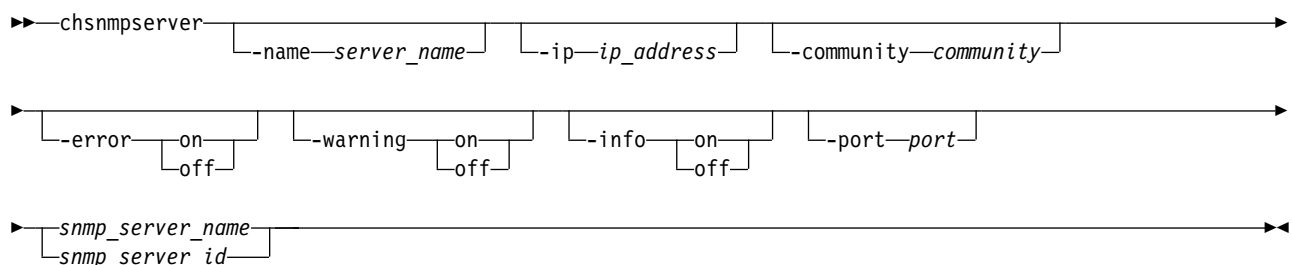 chsnmpserver
-name server_name -ip ip_address -community community
-error on -warning on -info on -port port
off off off
snmp_server_name
snmp_server_id